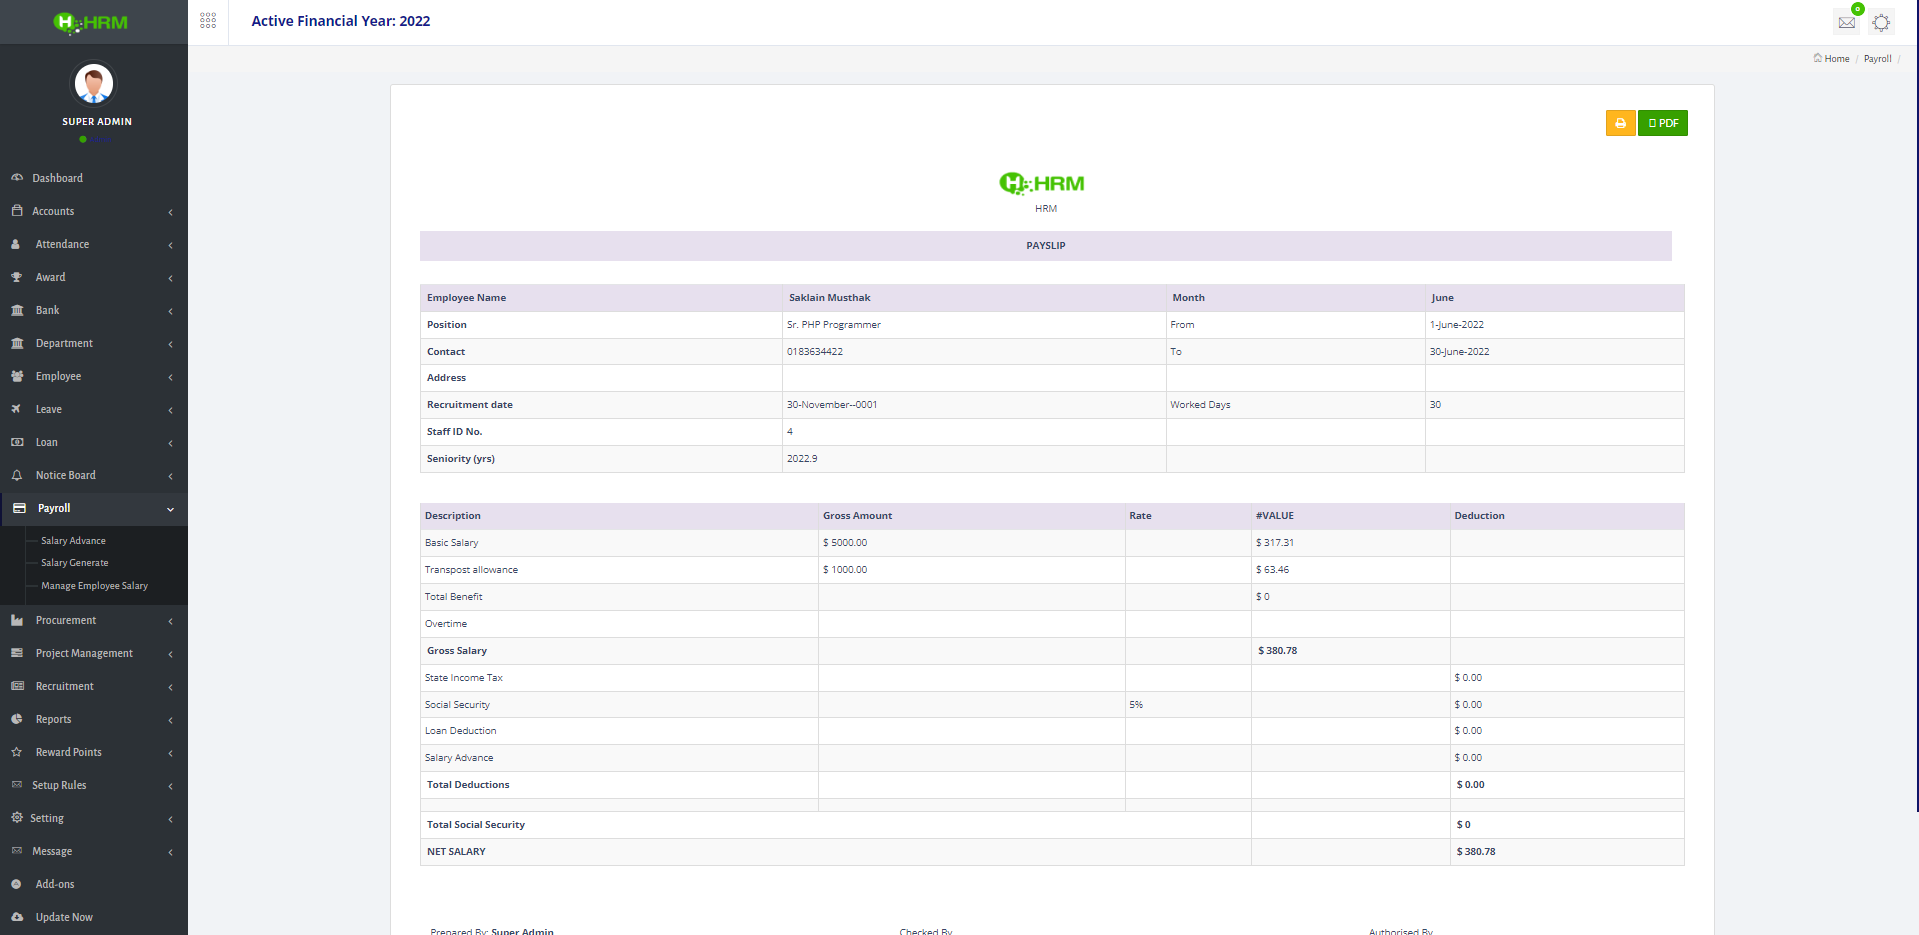 HRM
Active Financial Year: 2022
0
Home / Payroll /
SUPER ADMIN
Dashboard
Accounts
Attendance
Award
Bank
Department
Employee
Leave
Loan
Notice Board
Payroll
Salary Advance
Salary Generate
Manage Employee Salary
Procurement
Project Management
Recruitment
Reports
Reward Points
Setup Rules
Setting
Message
Add-ons
Update Now
PDF
HRM
HRM
PAYSLIP
Employee Name Saklain Musthak Month June
Position Sr. PHP Programmer From 1-June-2022
Contact 0183634422 To 30-June-2022
Address
Recruitment date 30-November--0001 Worked Days 30
Staff ID No. 4
Seniority (yrs) 2022.9
Description Gross Amount Rate #VALUE Deduction
Basic Salary $ 5000.00 $ 317.31
Transpost allowance $ 1000.00 $ 63.46
Total Benefit $ 0
Overtime
Gross Salary $ 380.78
State Income Tax $ 0.00
Social Security 5% $ 0.00
Loan Deduction $ 0.00
Salary Advance $ 0.00
Total Deductions $ 0.00
Total Social Security $ 0
NET SALARY $ 380.78
Prepared By: Super Admin Checked By Authorised By